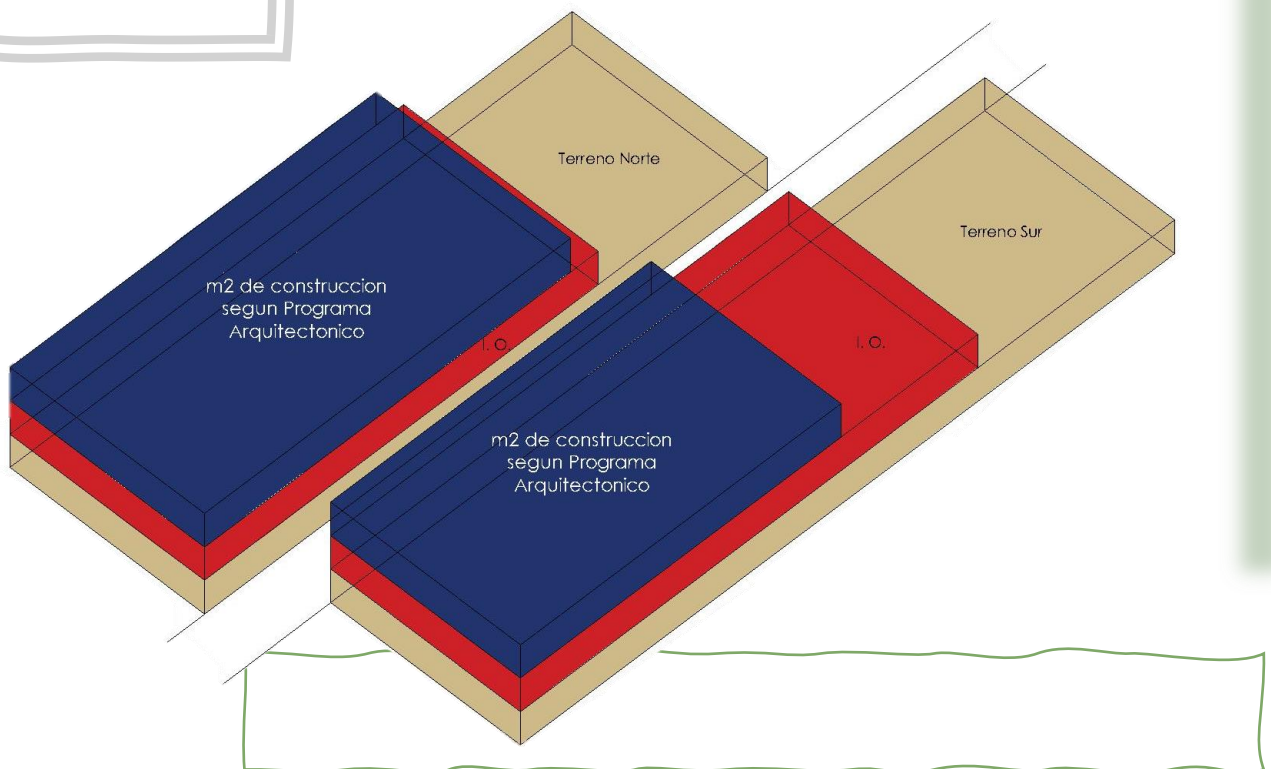 Terreno Norte
Terreno Sur
m2 de construccion
segun Programa
Arquitectonico
I. O.
I. O.
m2 de construccion
segun Programa
Arquitectonico